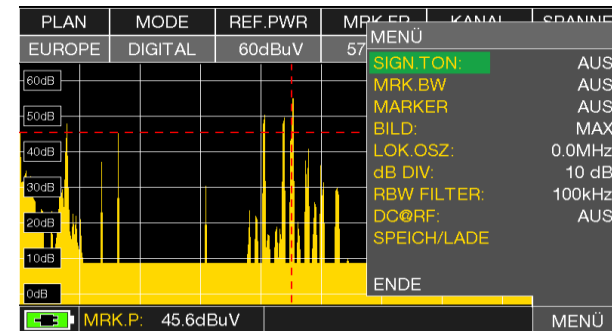 PLAN MODE REF.PWR
EUROPE DIGITAL 60dBuV 57
MENÜ
SIGN.TON: AUS
MRK.BW AUS
MARKER AUS
BILD: MAX
LOK.OSZ: 0.0MHz
dB DIV: 10 dB
RBW FILTER: 100kHz
DC@RF: AUS
SPEICH/LADE
ENDE
60dB
50dB
40dB
30dB
20dB
10dB
0dB
MRK.P: 45.6dBuV MENÜ